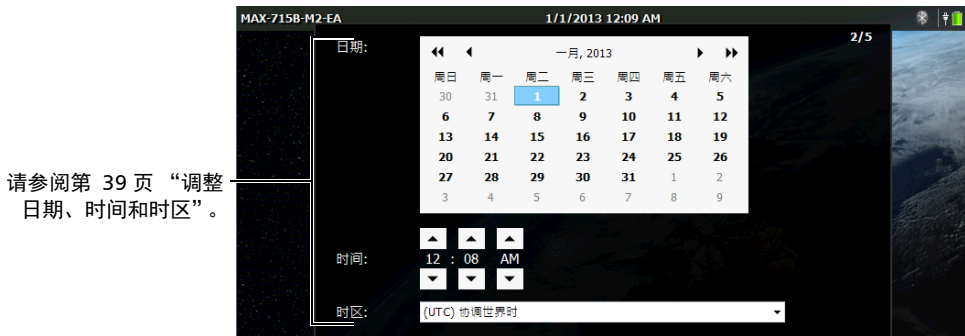 MAX-715B-M2-EA 1/1/2013 12:09 AM
2/5
日期:
一月, 2013
周日 周一 周二 周三 周四 周五 周六
30 31 1 2 3 4 5
6 7 8 9 10 11 12
13 14 15 16 17 18 19
20 21 22 23 24 25 26
27 28 29 30 31 1 2
3 4 5 6 7 8 9
请参阅第 39 页 “调整
日期、时间和时区”。
时间:
12 : 08 AM
时区:
(UTC) 协调世界时